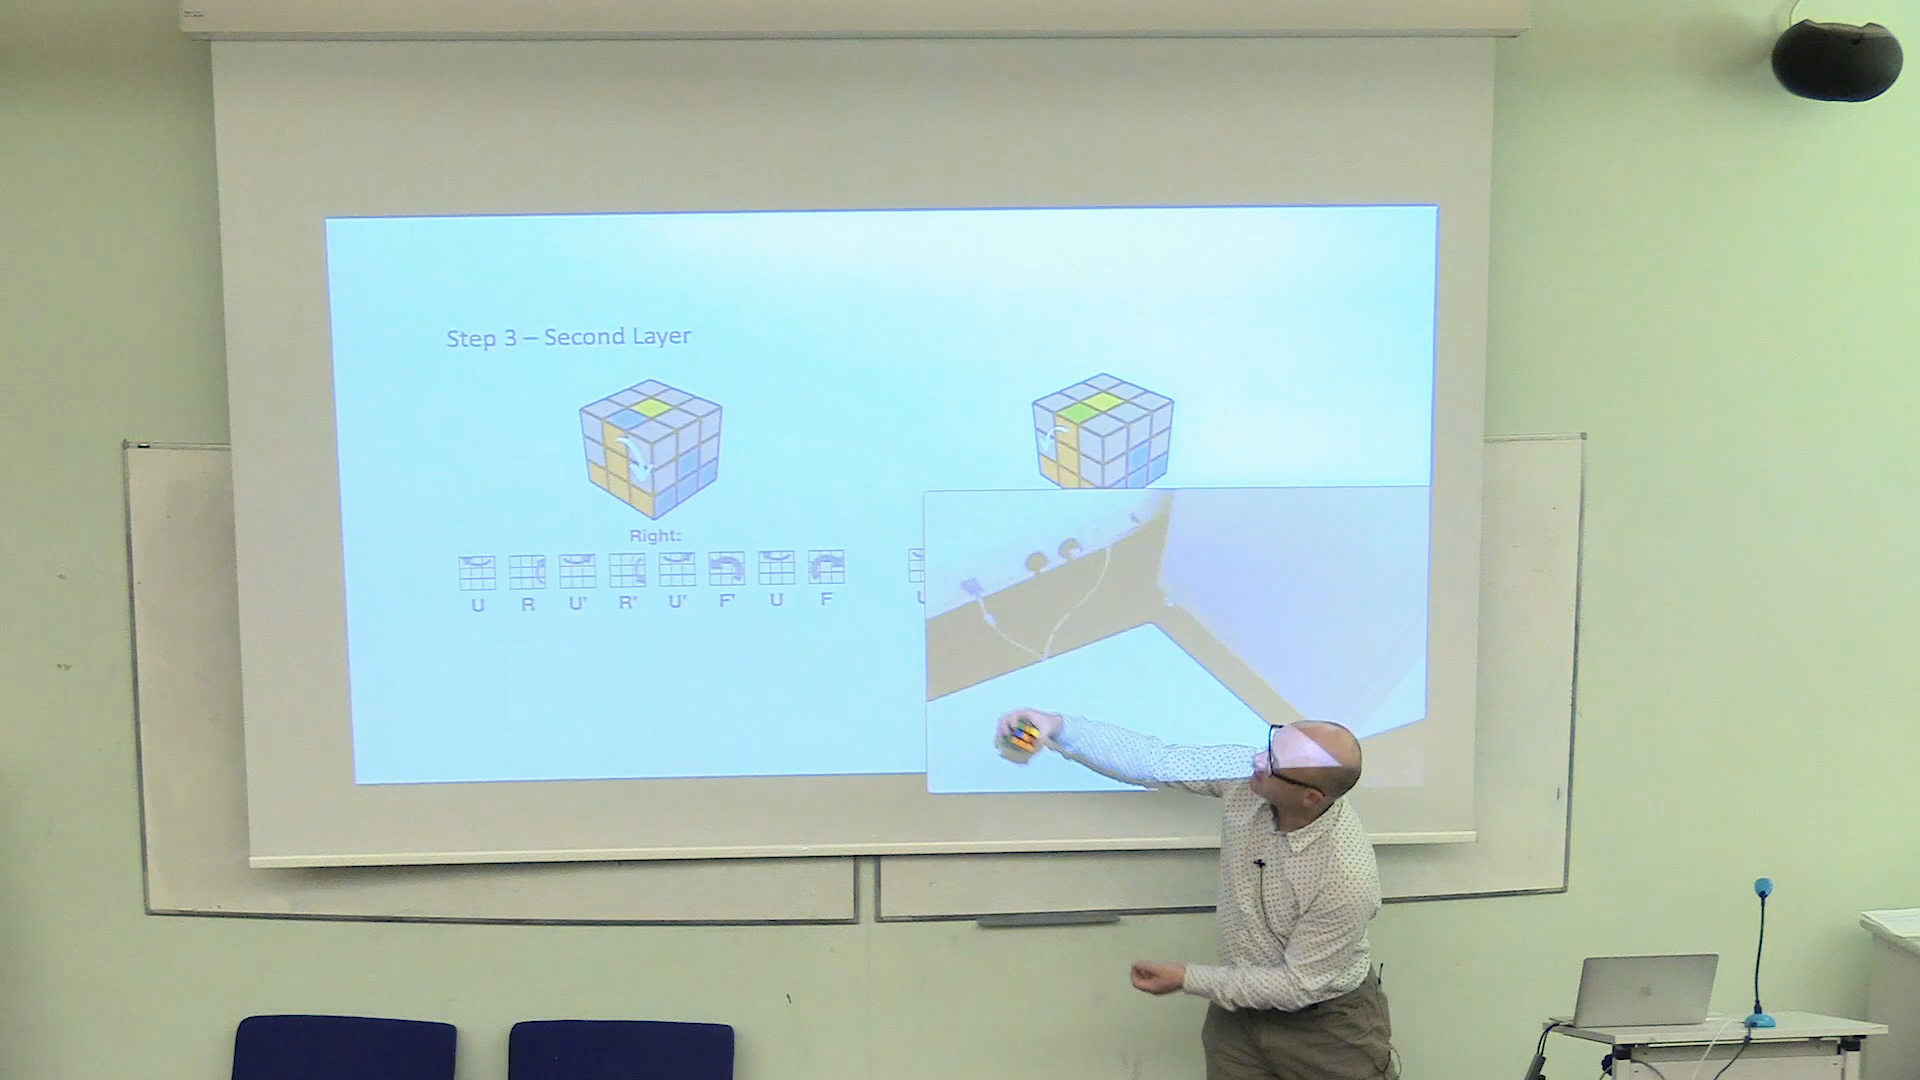 Step 3 – Second Layer
Right:
U R U' R' U' F' U F